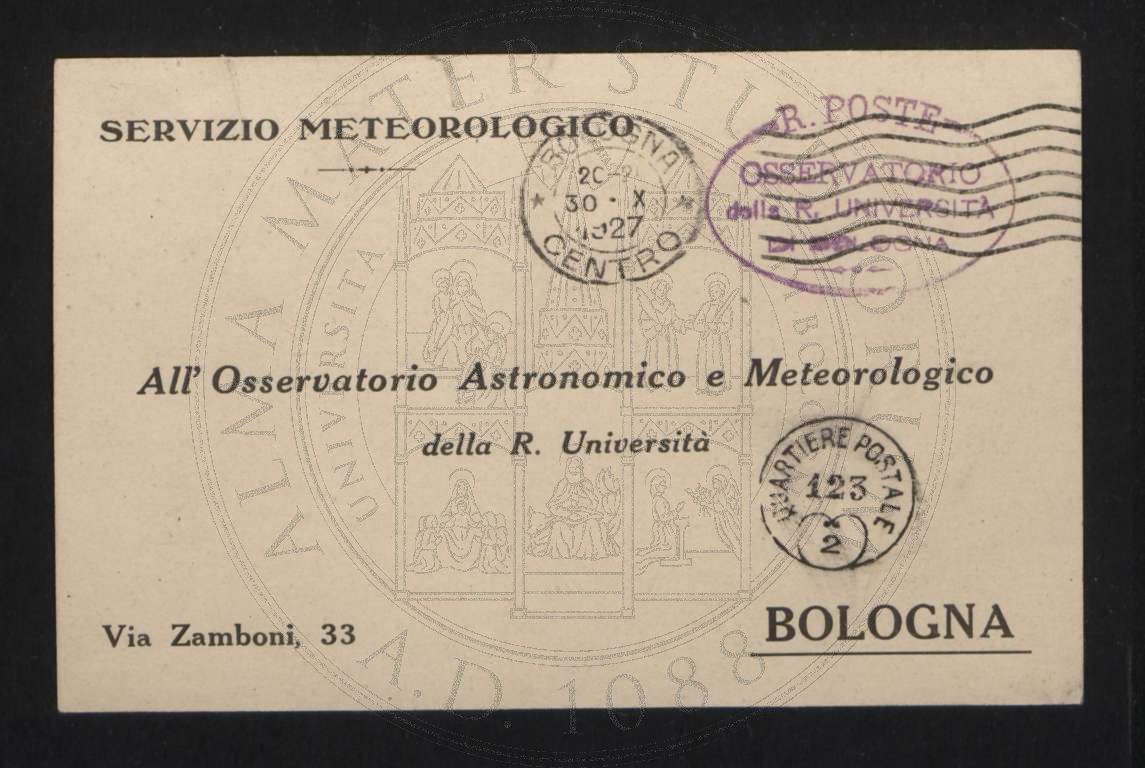 SERVIZIO METEOROLOGICO
BOLOGNA
30 · X
1927
CENTRO
R. POSTE
OSSERVATORIO
della R. UNIVERSITÀ
BOLOGNA
All' Osservatorio Astronomico e Meteorologico
della R. Università
QUARTIERE POSTALE
123
2
Via Zamboni, 33
BOLOGNA
ALMA MATER STUDIORUM
A.D. 1088